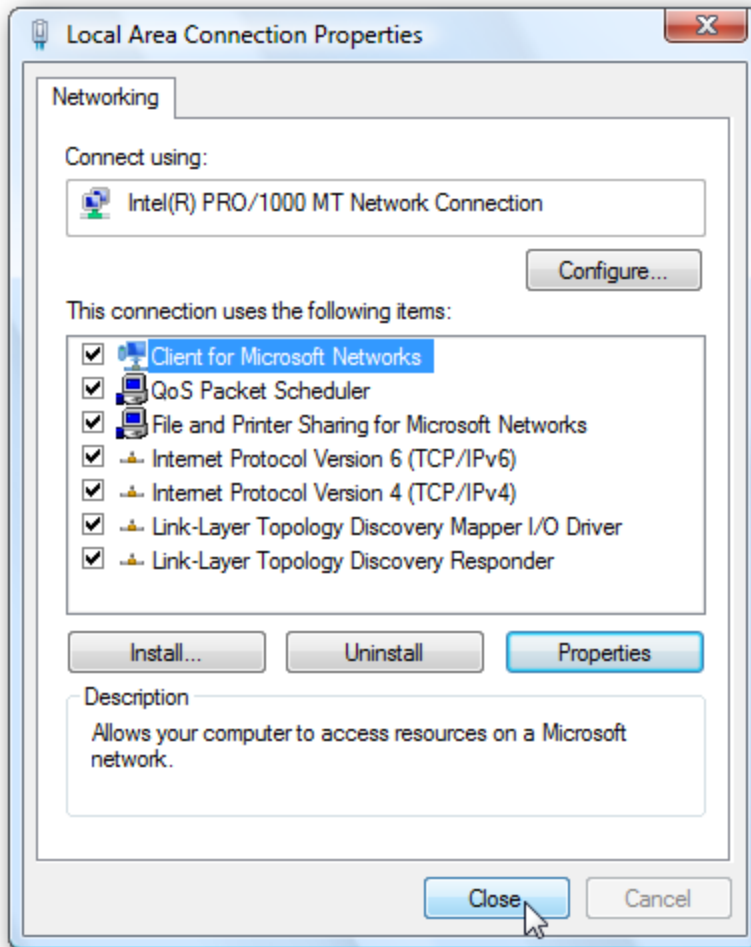 Local Area Connection Properties
Networking
Connect using:
Intel(R) PRO/1000 MT Network Connection
Configure...
This connection uses the following items:
Client for Microsoft Networks
QoS Packet Scheduler
File and Printer Sharing for Microsoft Networks
Internet Protocol Version 6 (TCP/IPv6)
Internet Protocol Version 4 (TCP/IPv4)
Link-Layer Topology Discovery Mapper I/O Driver
Link-Layer Topology Discovery Responder
Install...
Uninstall
Properties
Description
Allows your computer to access resources on a Microsoft
network.
Close
Cancel